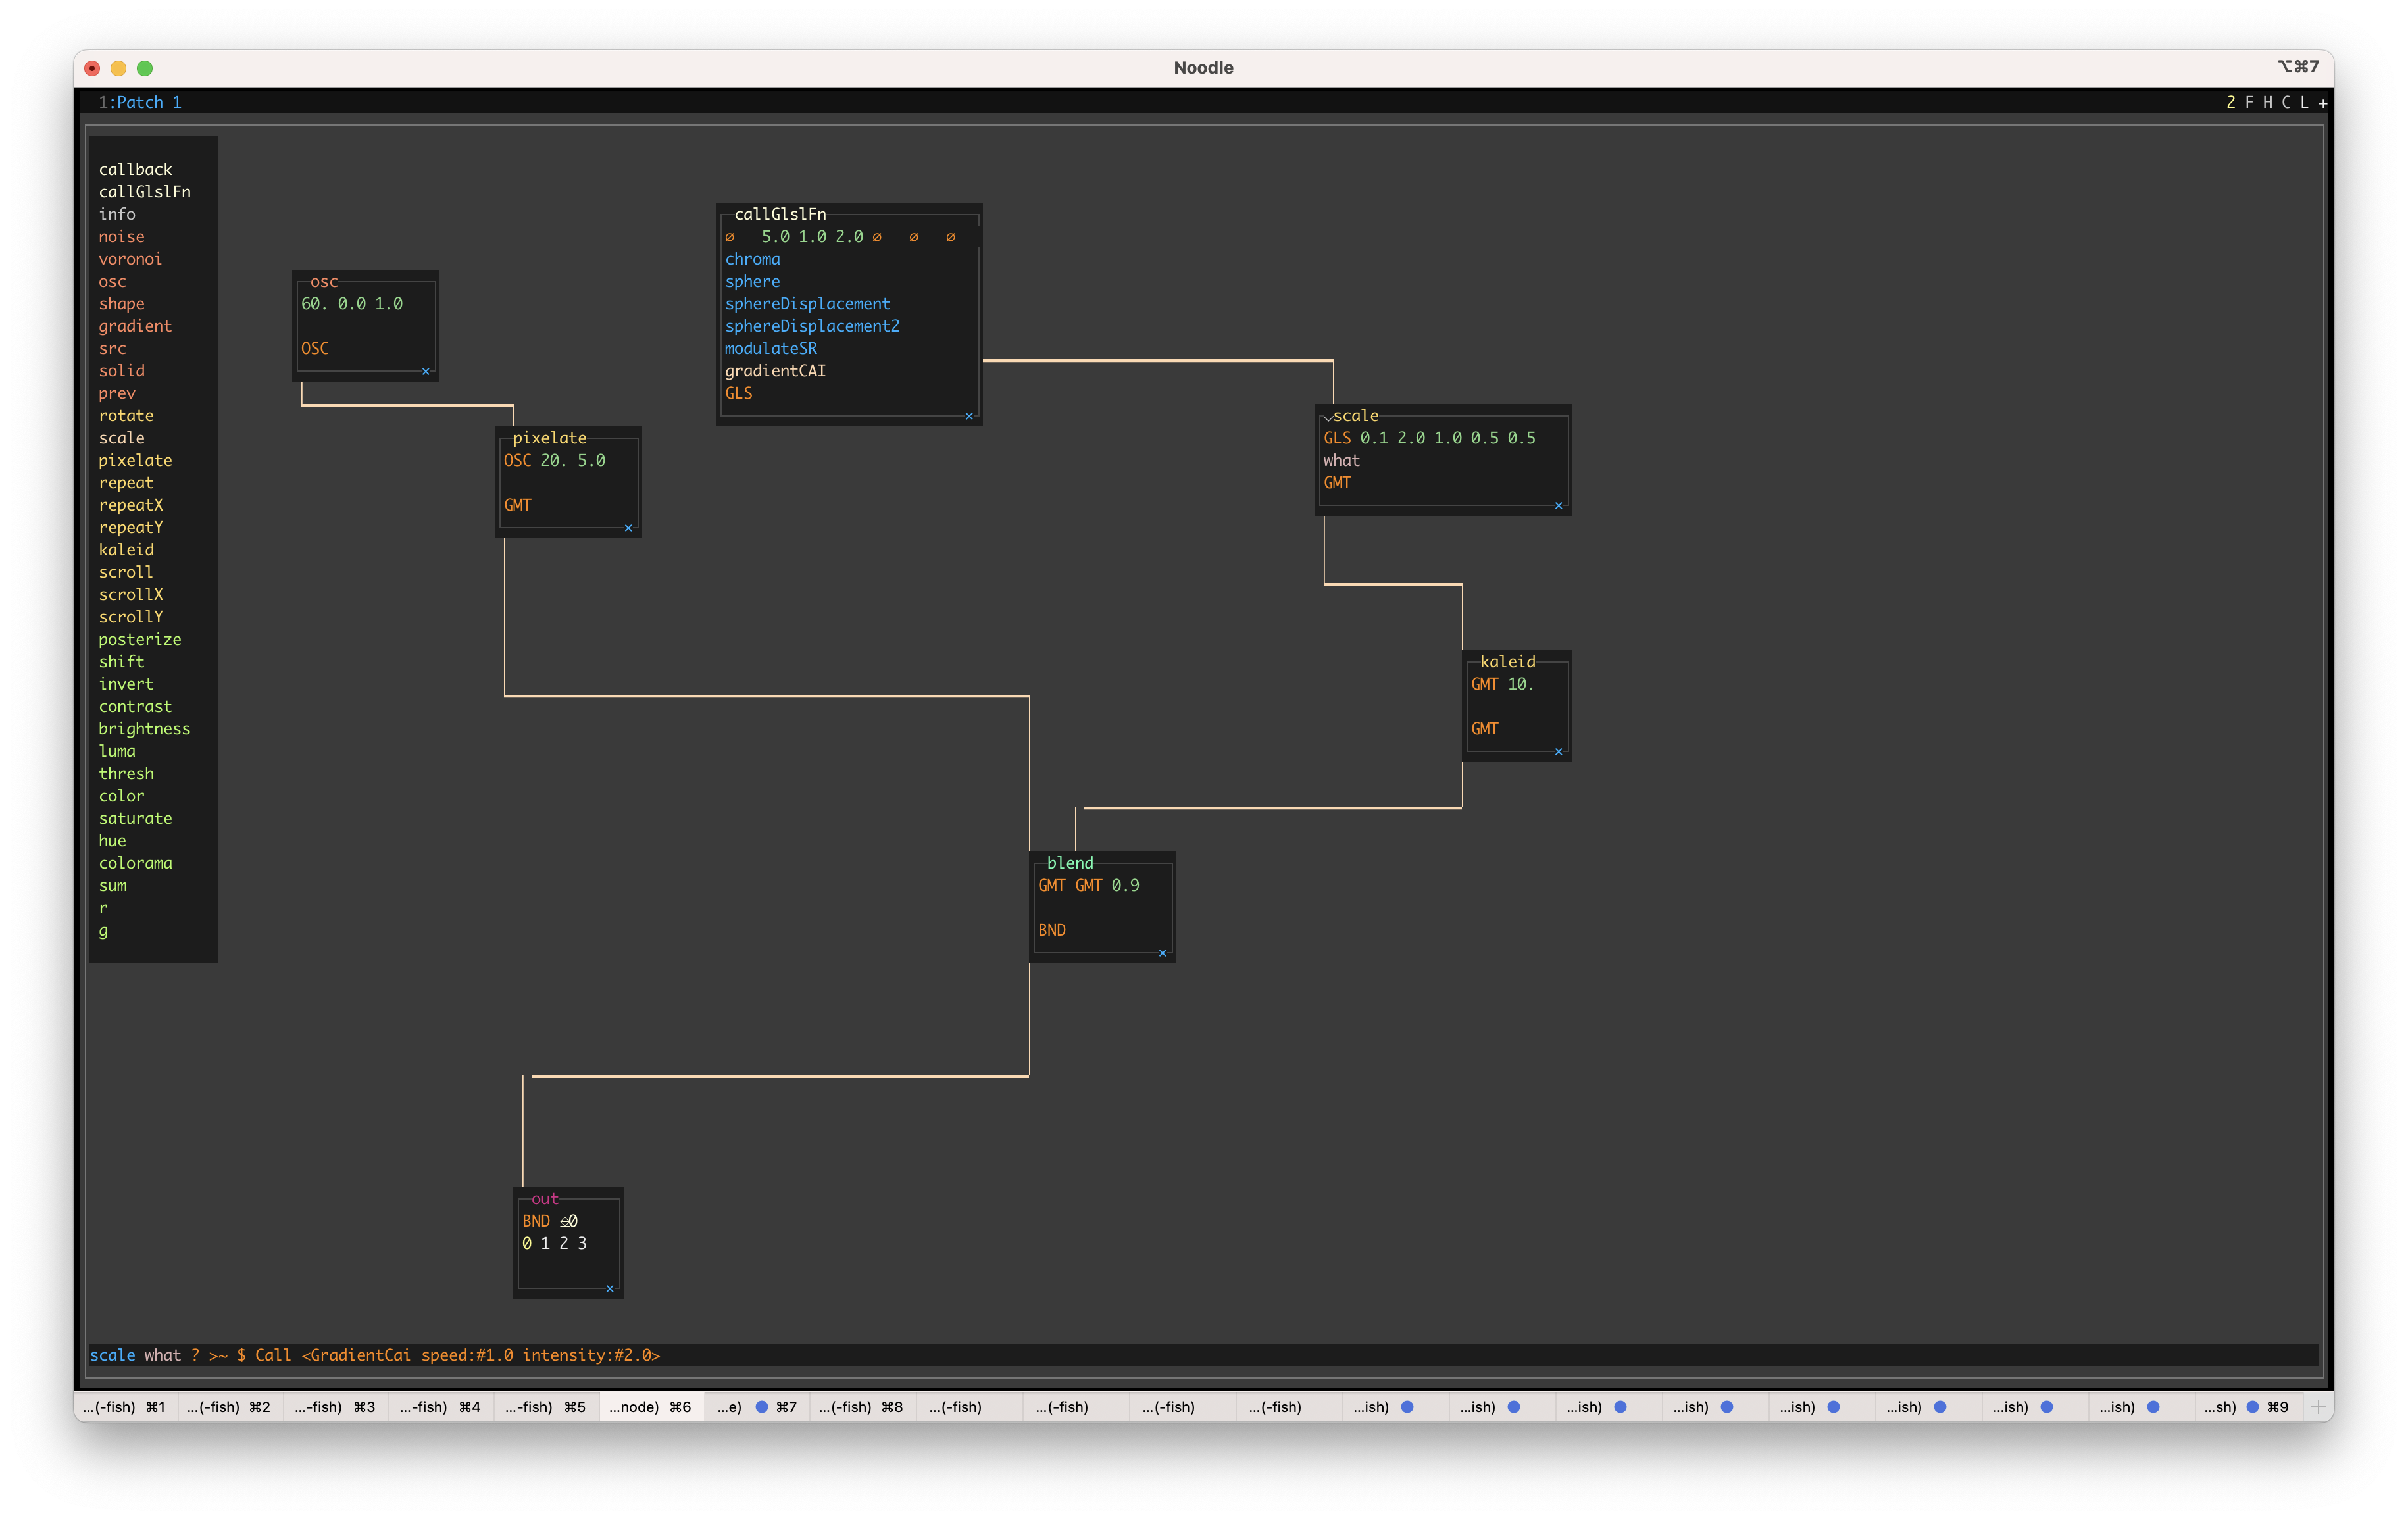 Noodle
⌥⌘7
1:Patch 1
2 F H C L +
callback
callGlslFn
info
noise
voronoi
osc
shape
gradient
src
solid
prev
rotate
scale
pixelate
repeat
repeatX
repeatY
kaleid
scroll
scrollX
scrollY
posterize
shift
invert
contrast
brightness
luma
thresh
color
saturate
hue
colorama
sum
r
g
osc
60. 0.0 1.0
OSC
×
callGlslFn
∅ 5.0 1.0 2.0 ∅ ∅ ∅
chroma
sphere
sphereDisplacement
sphereDisplacement2
modulateSR
gradientCAI
GLS
×
pixelate
OSC 20. 5.0
GMT
×
scale
GLS 0.1 2.0 1.0 0.5 0.5
what
GMT
×
kaleid
GMT 10.
GMT
×
blend
GMT GMT 0.9
BND
×
out
BND 0
0 1 2 3
×
scale what ? >~ $ Call <GradientCai speed:#1.0 intensity:#2.0>
...(-fish) ⌘1 ...(-fish) ⌘2 ...-fish) ⌘3 ...-fish) ⌘4 ...-fish) ⌘5 ...node) ⌘6 ...e) ⌘7 ...(-fish) ⌘8 ...(-fish) ...(-fish) ...(-fish) ...(-fish) ...ish) ...ish) ...ish) ...ish) ...ish) ...ish) ...ish) ...ish) ...sh) ⌘9 +